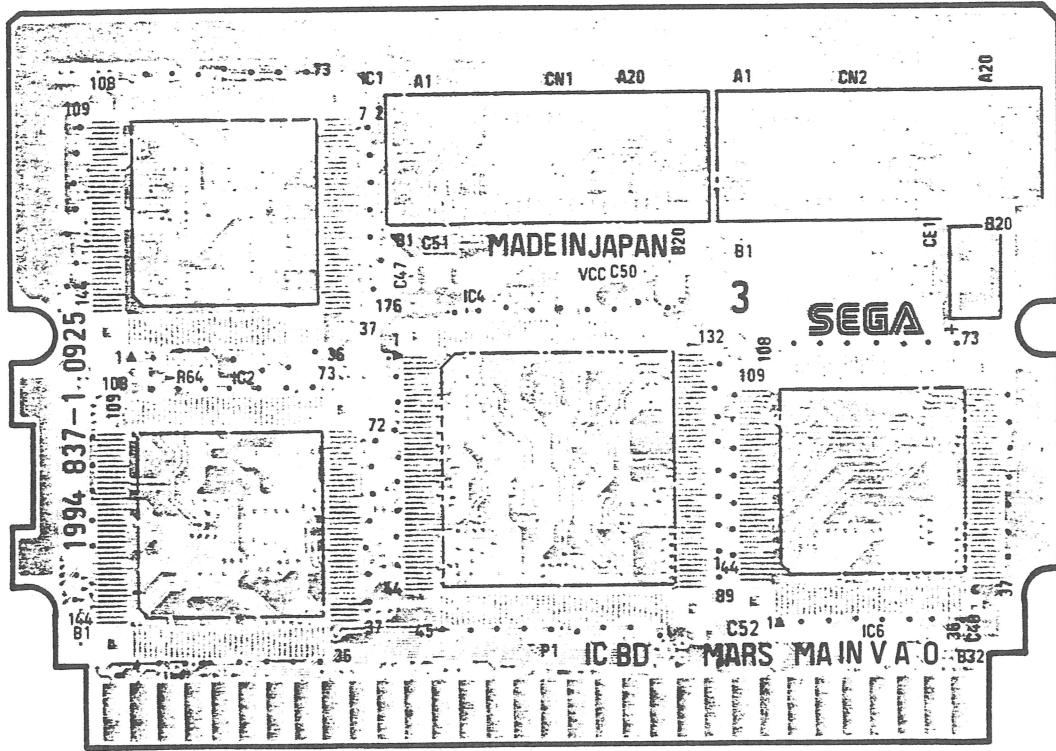 108 73 IC1 A1 CN1 A20 A1 CN2 A20
109 7 2
B1 C51 MADE IN JAPAN B20 B1 CE1 B20
C47 VCC C50
144 176 IC4 3 SEGA +
37 1 132 108 73
1 36
108 R64 IC2 73 109
109
72
1994 837-1 0925
144
44 89 37
144 37 45 C52 1 IC6 36 C48
B1 36 P1 IC BD MARS MAIN V A 0 B32